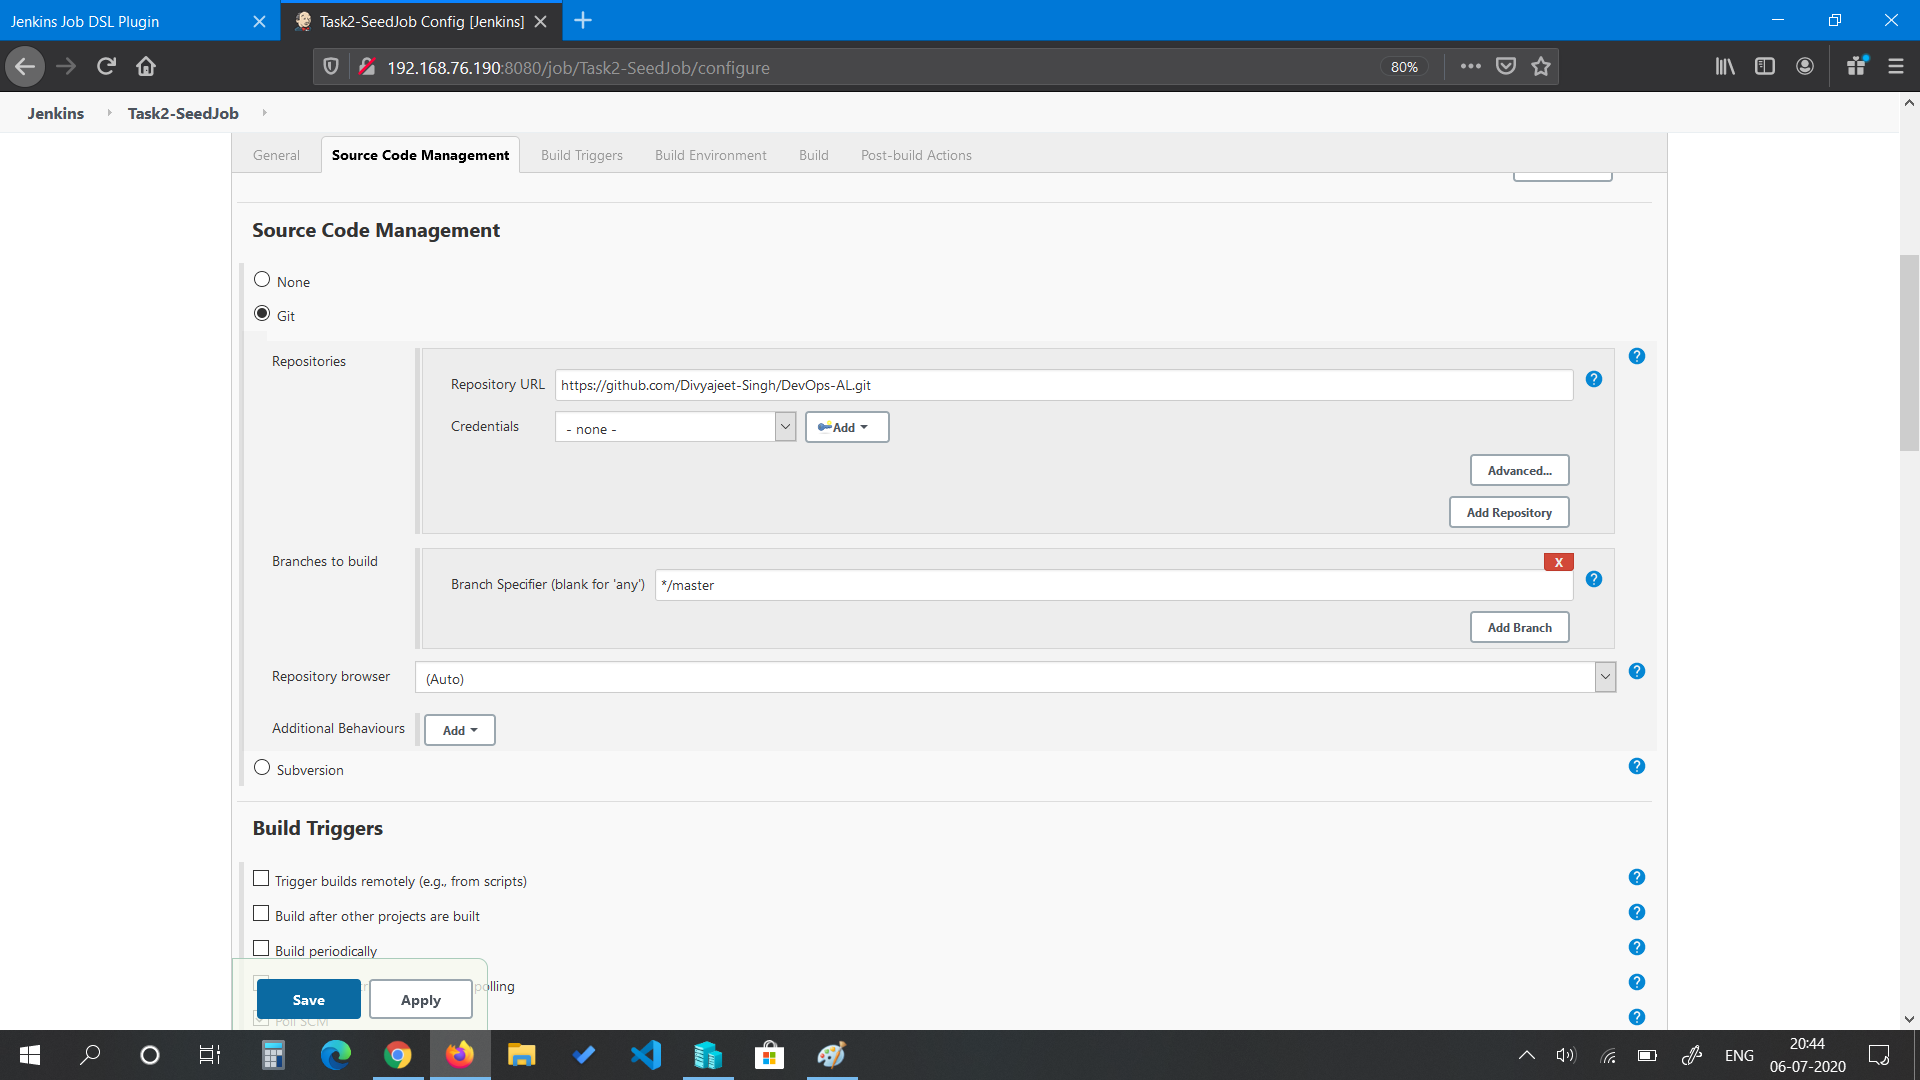 Jenkins Job DSL Plugin
Task2-SeedJob Config [Jenkins]
192.168.76.190:8080/job/Task2-SeedJob/configure
80%
Jenkins
Task2-SeedJob
General
Source Code Management
Build Triggers
Build Environment
Build
Post-build Actions
Source Code Management
None
Git
Repositories
Repository URL
https://github.com/Divyajeet-Singh/DevOps-AL.git
Credentials
- none -
Add
Advanced...
Add Repository
Branches to build
X
Branch Specifier (blank for 'any')
*/master
Add Branch
Repository browser
(Auto)
Additional Behaviours
Add
Subversion
Build Triggers
Trigger builds remotely (e.g., from scripts)
Build after other projects are built
Build periodically
polling
Save
Apply
Poll SCM
ENG
20:44
06-07-2020